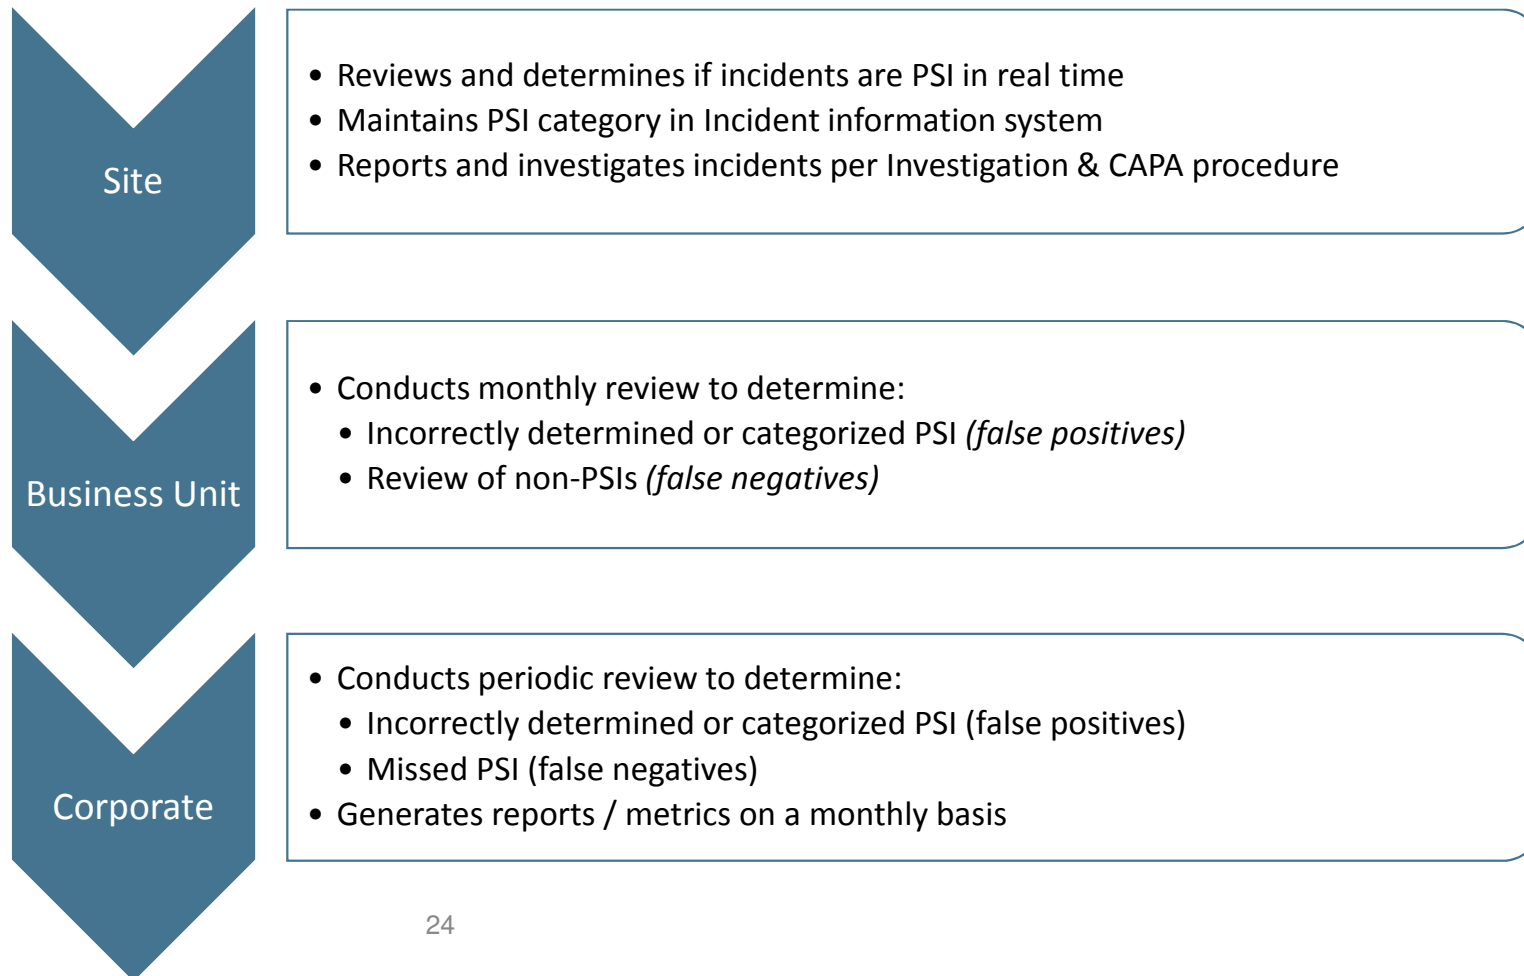 Site
• Reviews and determines if incidents are PSI in real time
• Maintains PSI category in Incident information system
• Reports and investigates incidents per Investigation & CAPA procedure
Business Unit
• Conducts monthly review to determine:
• Incorrectly determined or categorized PSI (false positives)
• Review of non-PSIs (false negatives)
Corporate
• Conducts periodic review to determine:
• Incorrectly determined or categorized PSI (false positives)
• Missed PSI (false negatives)
• Generates reports / metrics on a monthly basis
24